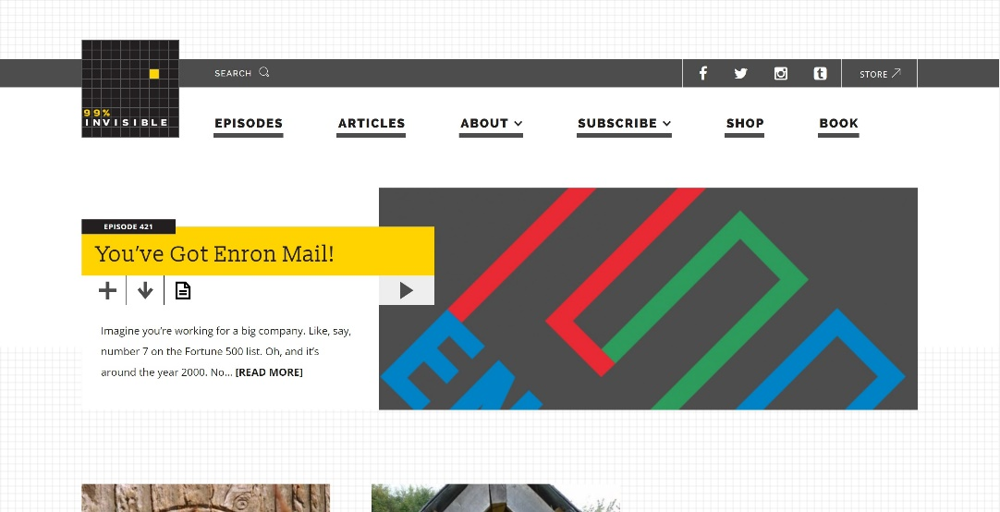 SEARCH
STORE
99%
INVISIBLE
EPISODES
ARTICLES
ABOUT
SUBSCRIBE
SHOP
BOOK
EPISODE 421
You've Got Enron Mail!
Imagine you're working for a big company. Like, say,
number 7 on the Fortune 500 list. Oh, and it's
around the year 2000. No... [READ MORE]
EN